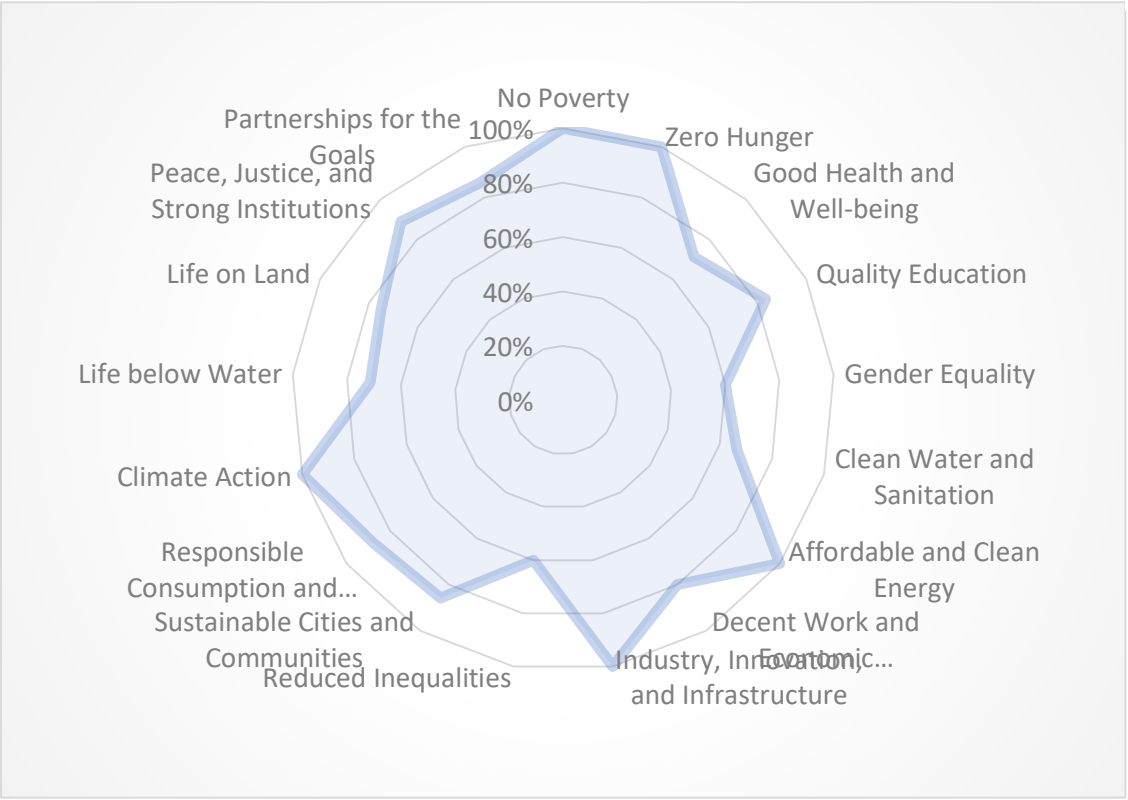 No Poverty
Zero Hunger
Good Health and
Well-being
Quality Education
Gender Equality
Clean Water and
Sanitation
Affordable and Clean
Energy
Decent Work and
Economic...
Industry, Innovation,
and Infrastructure
Reduced Inequalities
Sustainable Cities and
Communities
Responsible
Consumption and...
Climate Action
Life below Water
Life on Land
Peace, Justice, and
Strong Institutions
Partnerships for the
Goals
100%
80%
60%
40%
20%
0%